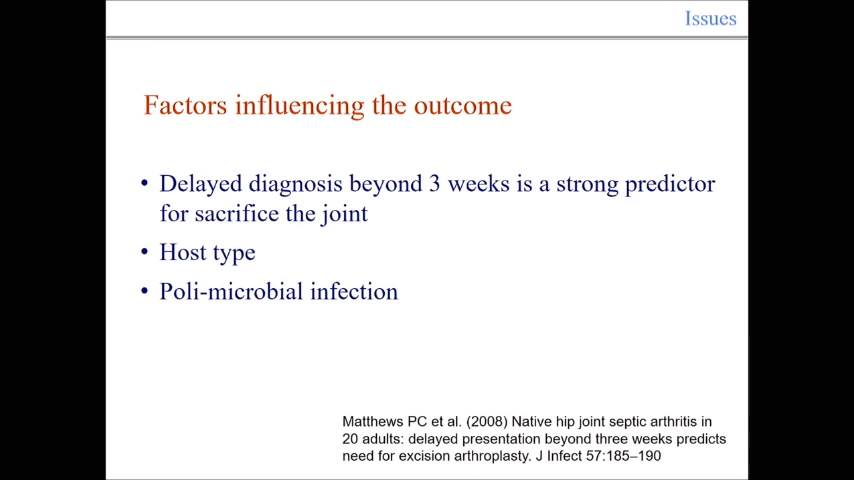 Issues
Factors influencing the outcome
• Delayed diagnosis beyond 3 weeks is a strong predictor
for sacrifice the joint
• Host type
• Poli-microbial infection
Matthews PC et al. (2008) Native hip joint septic arthritis in
20 adults: delayed presentation beyond three weeks predicts
need for excision arthroplasty. J Infect 57:185–190